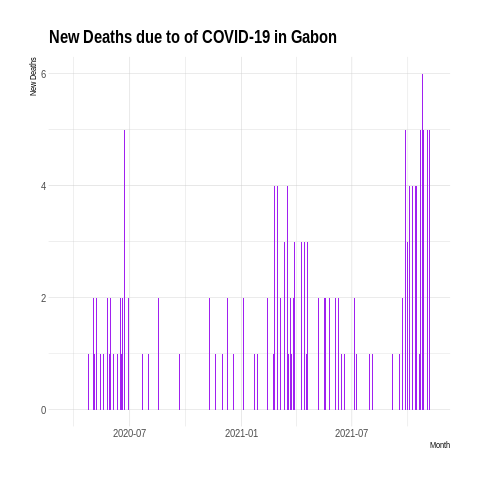 New Deaths due to of COVID-19 in Gabon
New Deaths
6
4
2
0
2020-07
2021-01
2021-07
Month